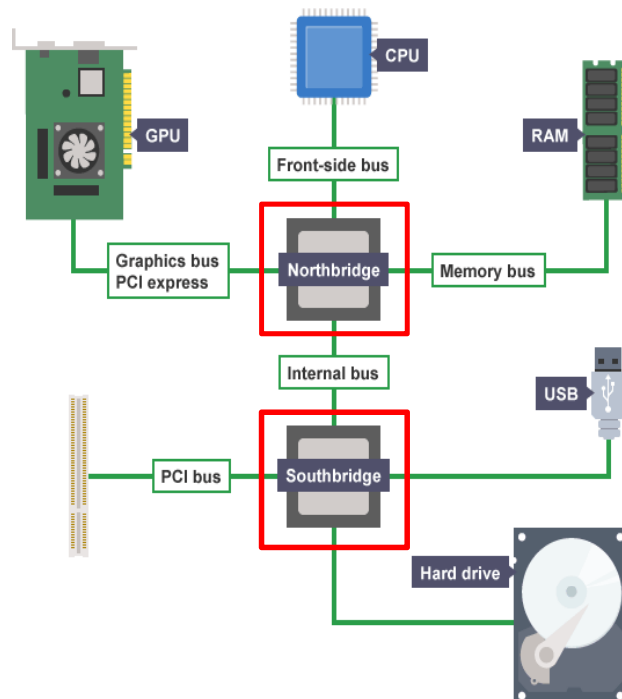 CPU
GPU
RAM
Front-side bus
Graphics bus
PCI express
Northbridge
Memory bus
Internal bus
USB
PCI bus
Southbridge
Hard drive